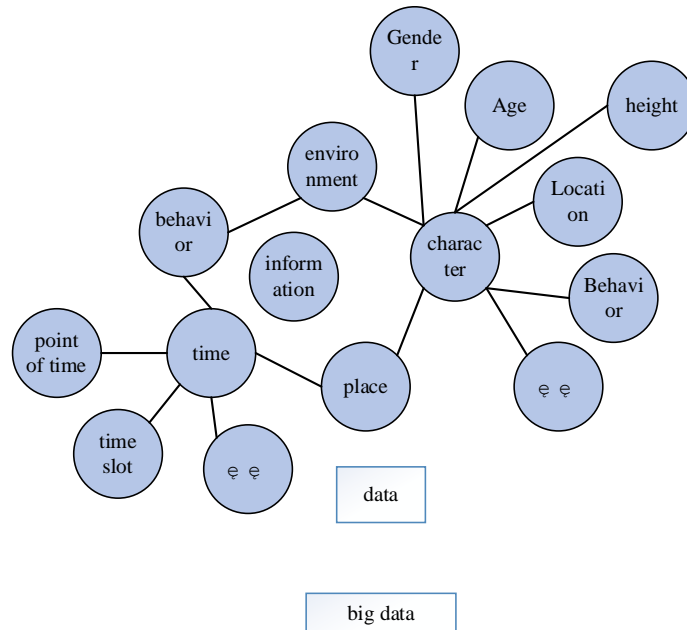 Gende
r
Age
height
enviro
nment
Locati
on
behavi
or
charac
ter
inform
ation
Behavi
or
point
of time
time
place
ę ę
time
slot
ę ę
data
big data